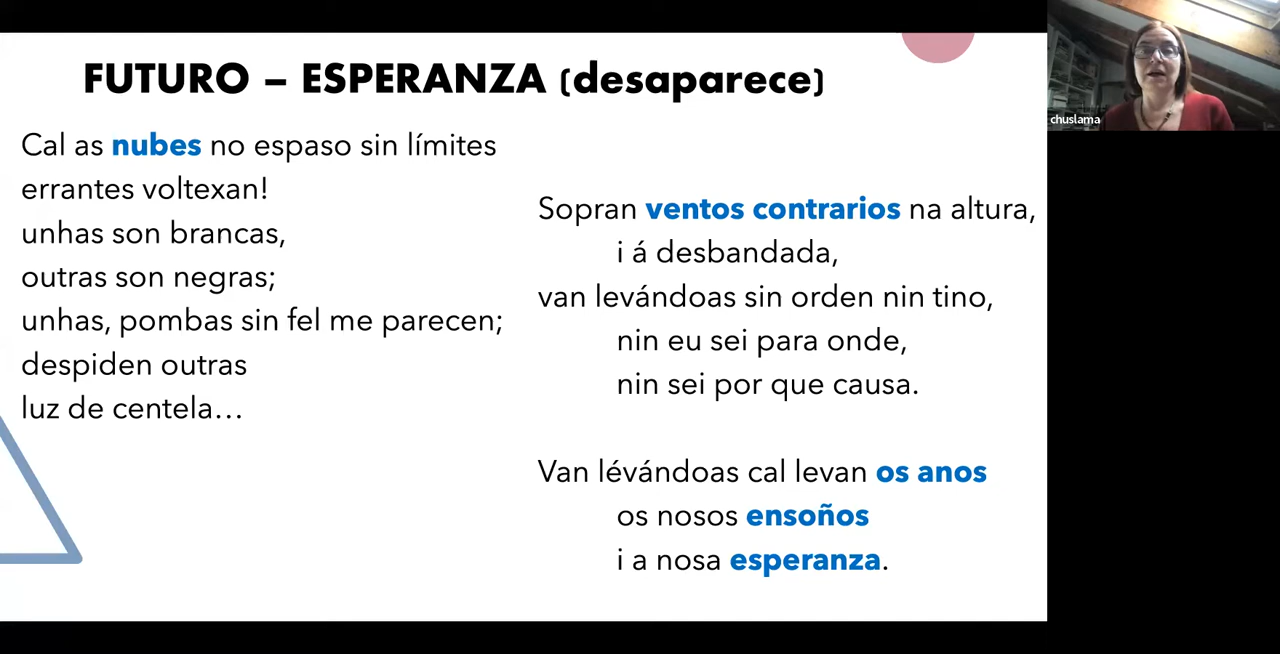 FUTURO – ESPERANZA (desaparece)
Cal as nubes no espaso sin límites
errantes voltexan!
unhas son brancas,
outras son negras;
unhas, pombas sin fel me parecen;
despiden outras
luz de centela…
Sopran ventos contrarios na altura,
i á desbandada,
van levándoas sin orden nin tino,
nin eu sei para onde,
nin sei por que causa.
Van lévándoas cal levan os anos
os nosos ensoños
i a nosa esperanza.
chuslama